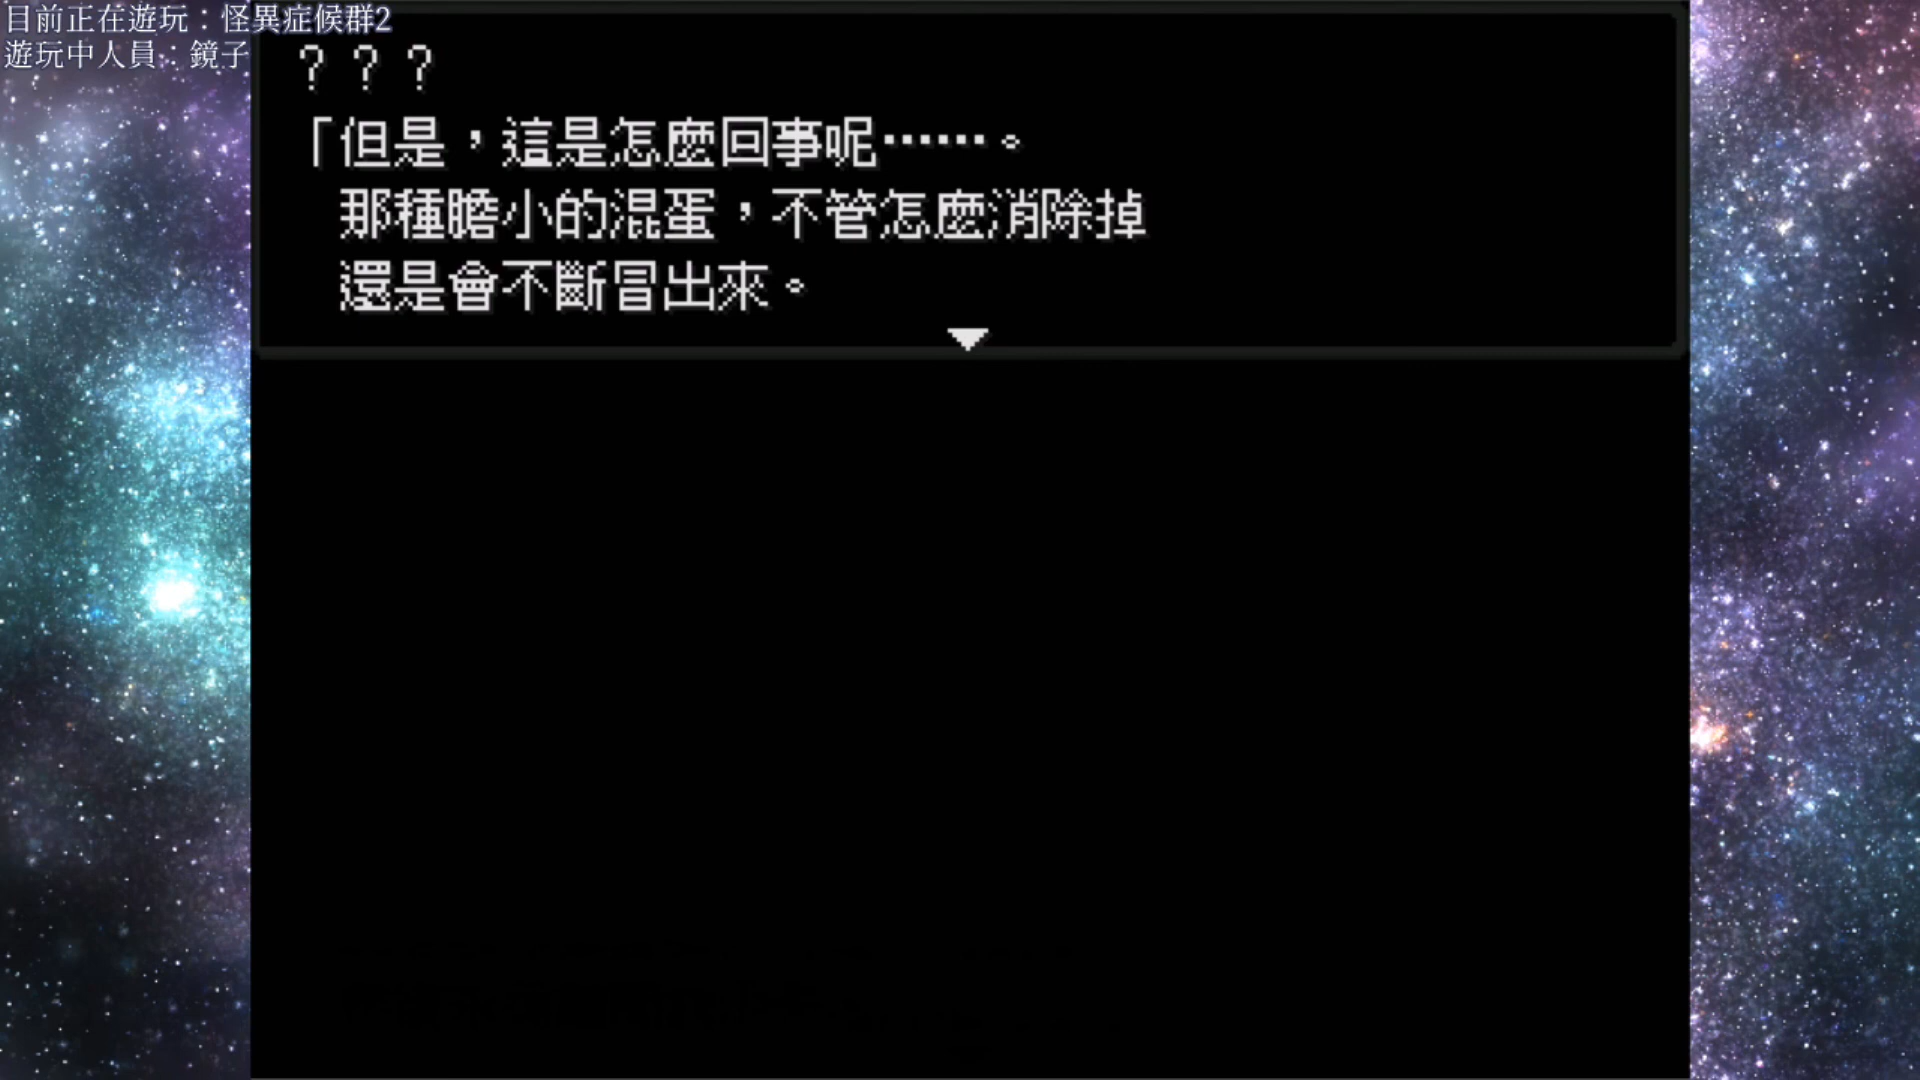 目前正在遊玩：怪異症候群2
遊玩中人員：鏡子
？？？
「但是，這是怎麼回事呢……。
那種膽小的混蛋，不管怎麼消除掉
還是會不斷冒出來。